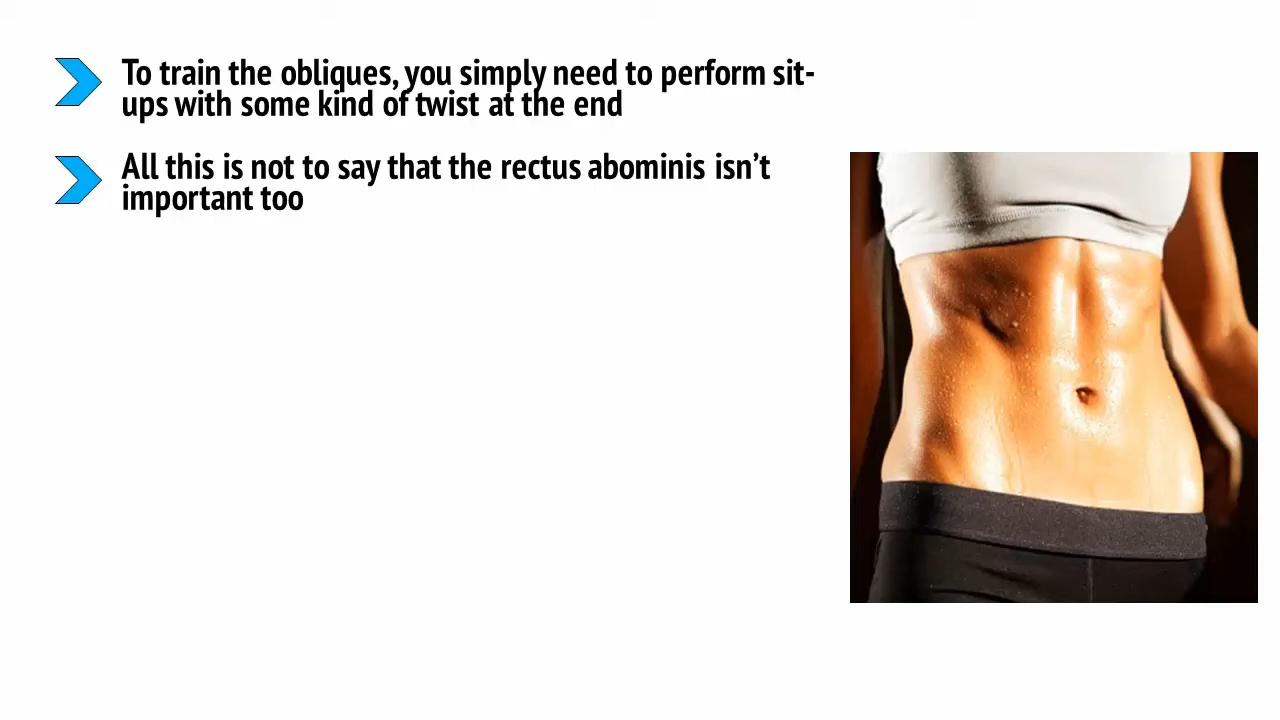 To train the obliques, you simply need to perform sit-
ups with some kind of twist at the end
All this is not to say that the rectus abominis isn’t
important too